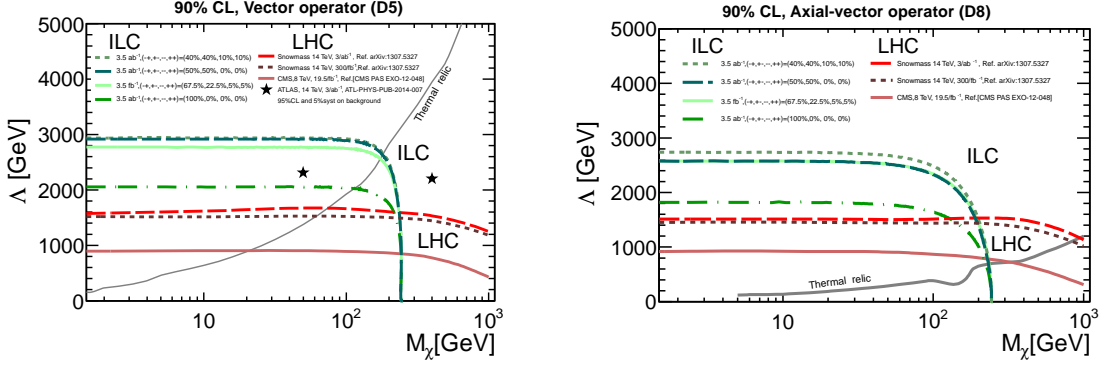 90% CL, Vector operator (D5)
ILC
3.5 ab⁻¹,(-+,+-,--,++)=(40%,40%,10%,10%)
3.5 ab⁻¹,(-+,+-,--,++)=(50%,50%, 0%, 0%)
3.5 fb⁻¹,(-+,+-,--,++)=(67.5%,22.5%,5%,5%)
3.5 ab⁻¹,(-+,+-,--,++)=(100%,0%, 0%, 0%)
LHC
Snowmass 14 TeV, 3/ab⁻¹, Ref. arXiv:1307.5327
Snowmass 14 TeV, 300/fb⁻¹, Ref. arXiv:1307.5327
CMS,8 TeV, 19.5/fb⁻¹, Ref.[CMS PAS EXO-12-048]
ATLAS, 14 TeV, 3/ab⁻¹, ATL-PHYS-PUB-2014-007
95%CL and 5%syst on background
Thermal relic
ILC
LHC
Λ [GeV]
5000
4000
3000
2000
1000
0
10
10²
10³
Mχ[GeV]
90% CL, Axial-vector operator (D8)
ILC
3.5 ab⁻¹,(-+,+-,--,++)=(40%,40%,10%,10%)
3.5 ab⁻¹,(-+,+-,--,++)=(50%,50%, 0%, 0%)
3.5 fb⁻¹,(-+,+-,--,++)=(67.5%,22.5%,5%,5%)
3.5 ab⁻¹,(-+,+-,--,++)=(100%,0%, 0%, 0%)
LHC
Snowmass 14 TeV, 3/ab⁻¹, Ref. arXiv:1307.5327
Snowmass 14 TeV, 300/fb⁻¹,Ref. arXiv:1307.5327
CMS,8 TeV, 19.5/fb⁻¹, Ref.[CMS PAS EXO-12-048]
ILC
LHC
Thermal relic
Λ [GeV]
5000
4000
3000
2000
1000
0
10
10²
10³
Mχ[GeV]